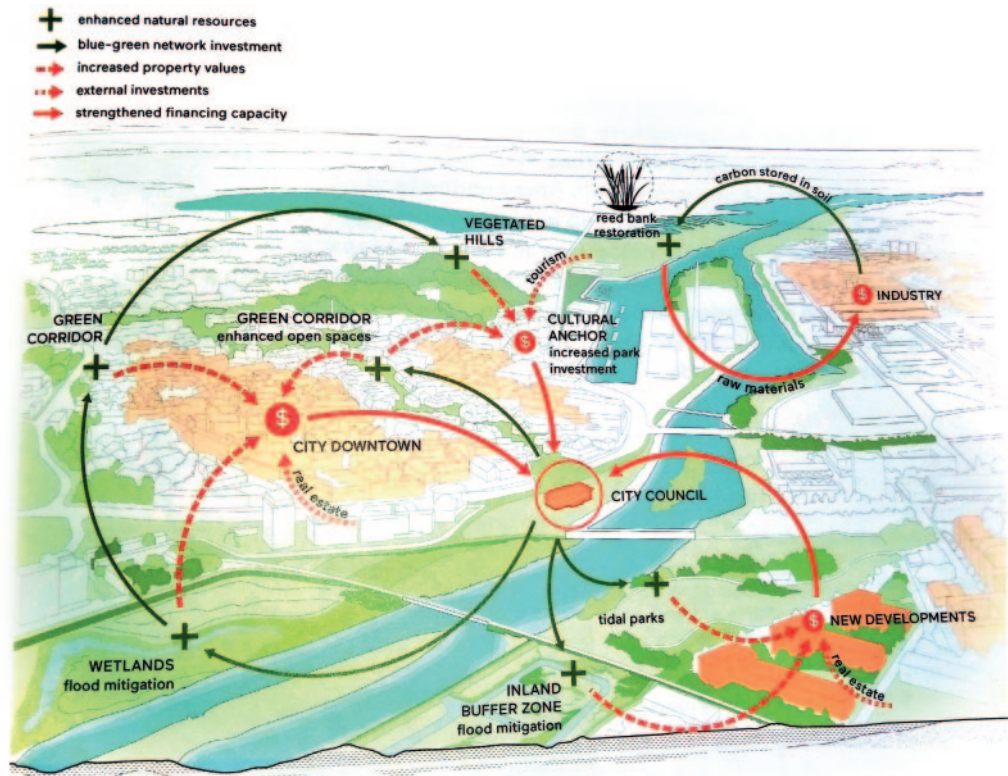 enhanced natural resources
blue-green network investment
increased property values
external investments
strengthened financing capacity
carbon stored in soil
reed bank
restoration
VEGETATED
HILLS
tourism
$ INDUSTRY
GREEN
CORRIDOR
GREEN CORRIDOR
enhanced open spaces
$
CULTURAL
ANCHOR
increased park
investment
raw materials
$
CITY DOWNTOWN
real estate
CITY COUNCIL
tidal parks
$ NEW DEVELOPMENTS
WETLANDS
flood mitigation
real estate
INLAND
BUFFER ZONE
flood mitigation